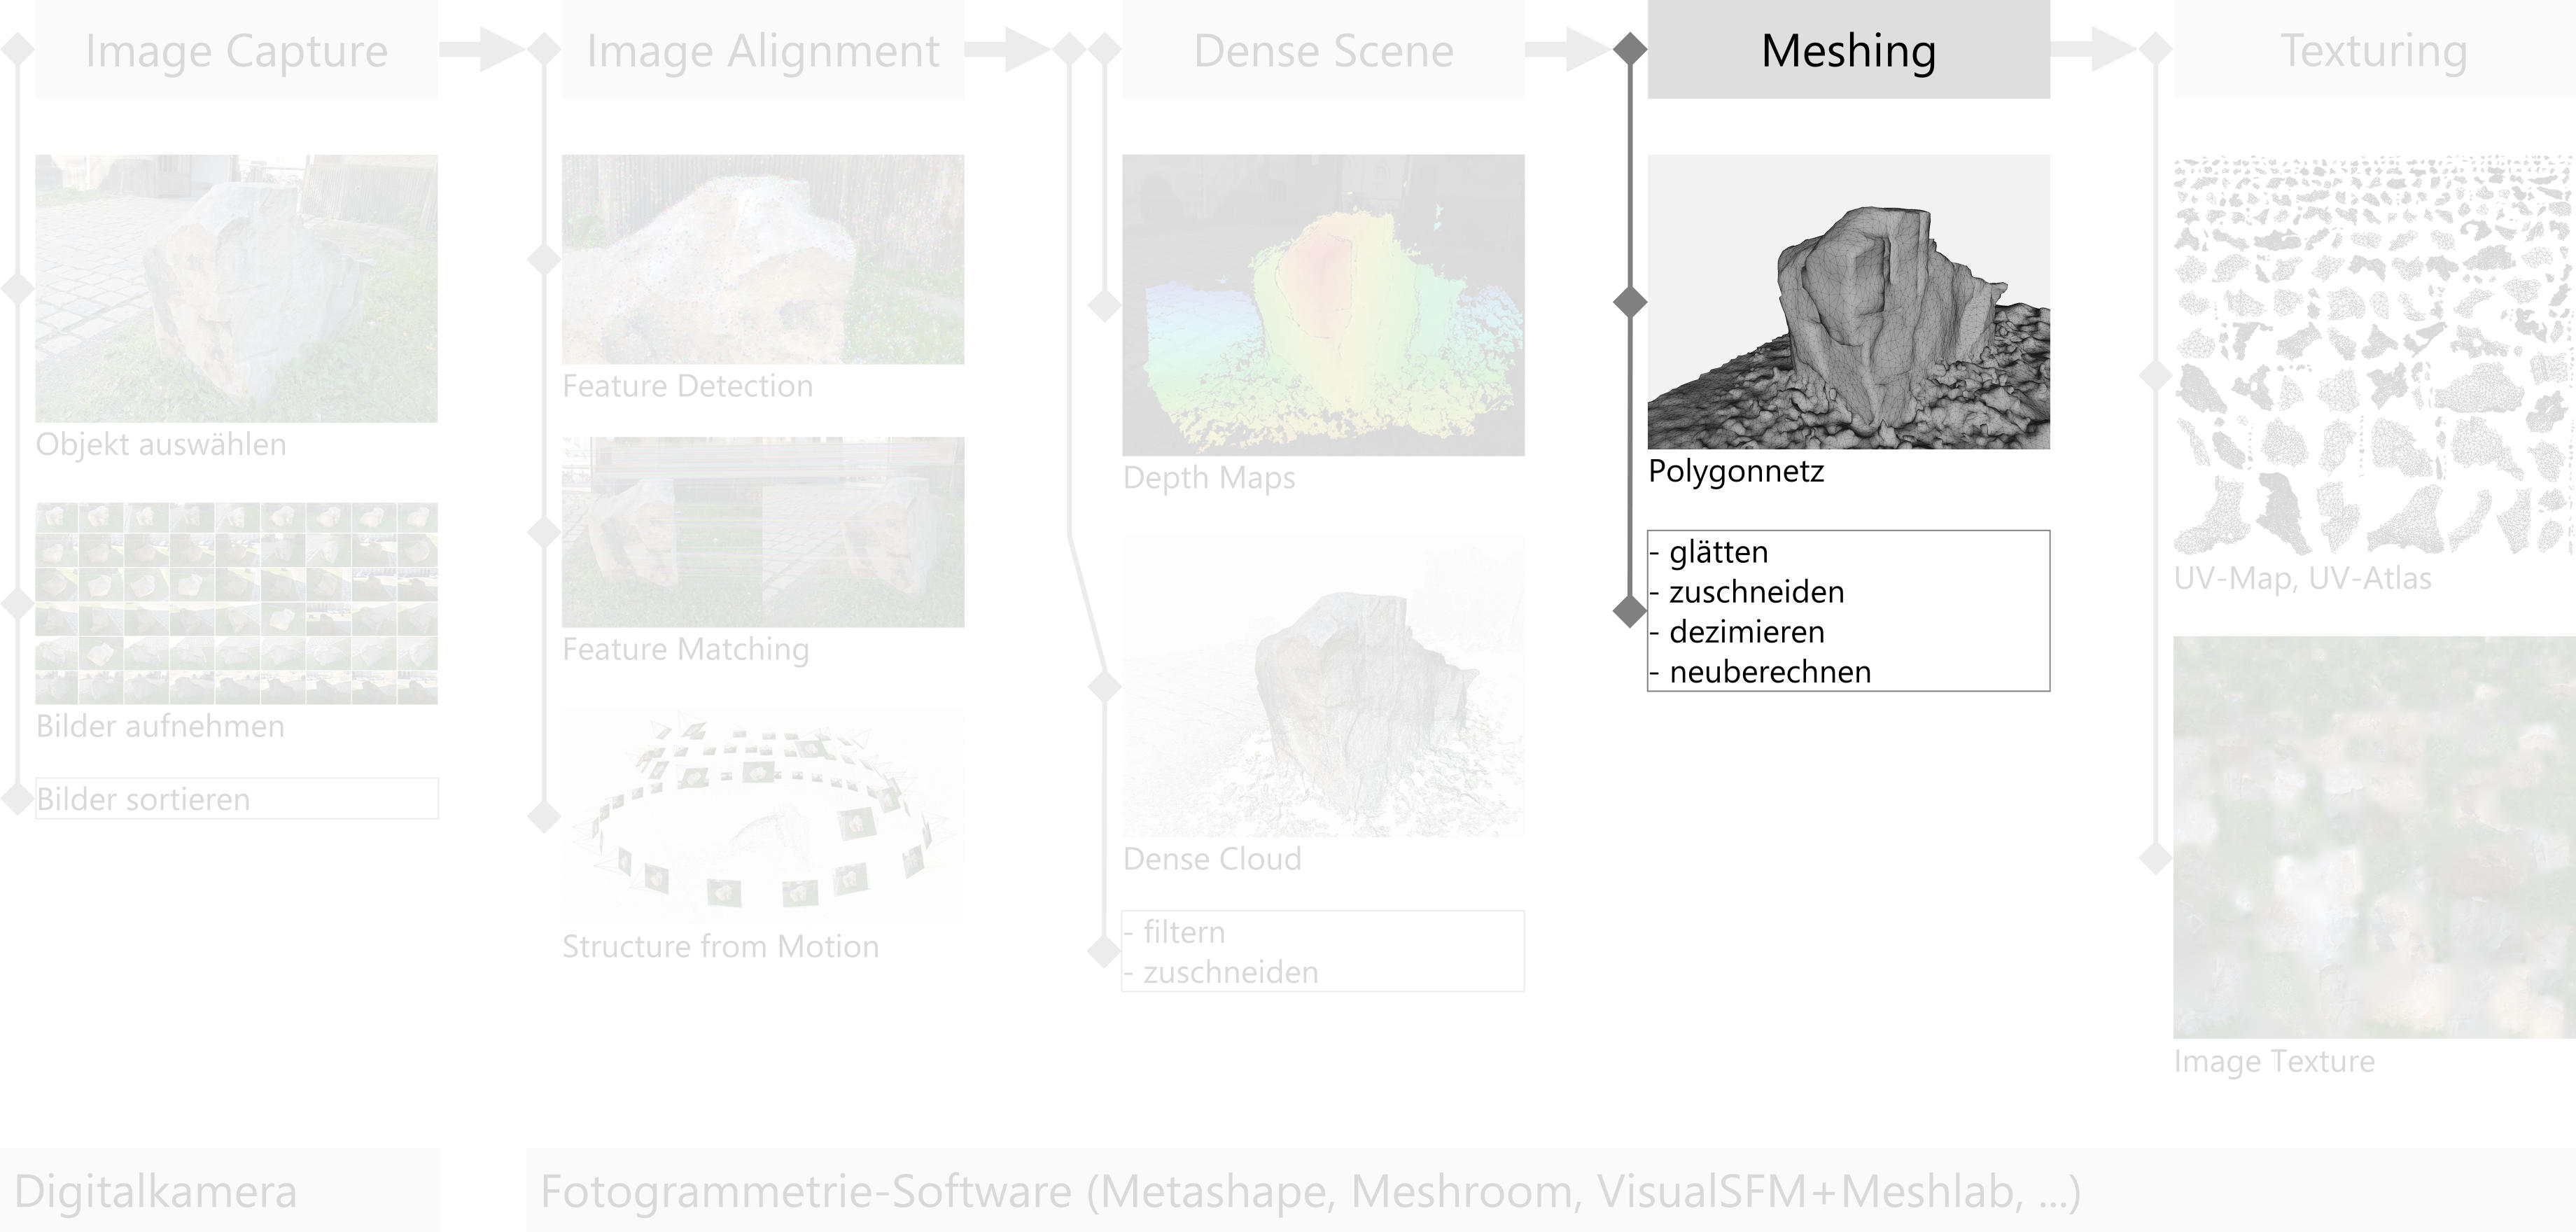 Image Capture
Objekt auswählen
Bilder aufnehmen
Bilder sortieren
Image Alignment
Feature Detection
Feature Matching
Structure from Motion
Dense Scene
Depth Maps
Dense Cloud
- filtern
- zuschneiden
Meshing
Polygonnetz
- glätten
- zuschneiden
- dezimieren
- neuberechnen
Texturing
UV-Map, UV-Atlas
Image Texture
Digitalkamera
Fotogrammetrie-Software (Metashape, Meshroom, VisualSFM+Meshlab, ...)